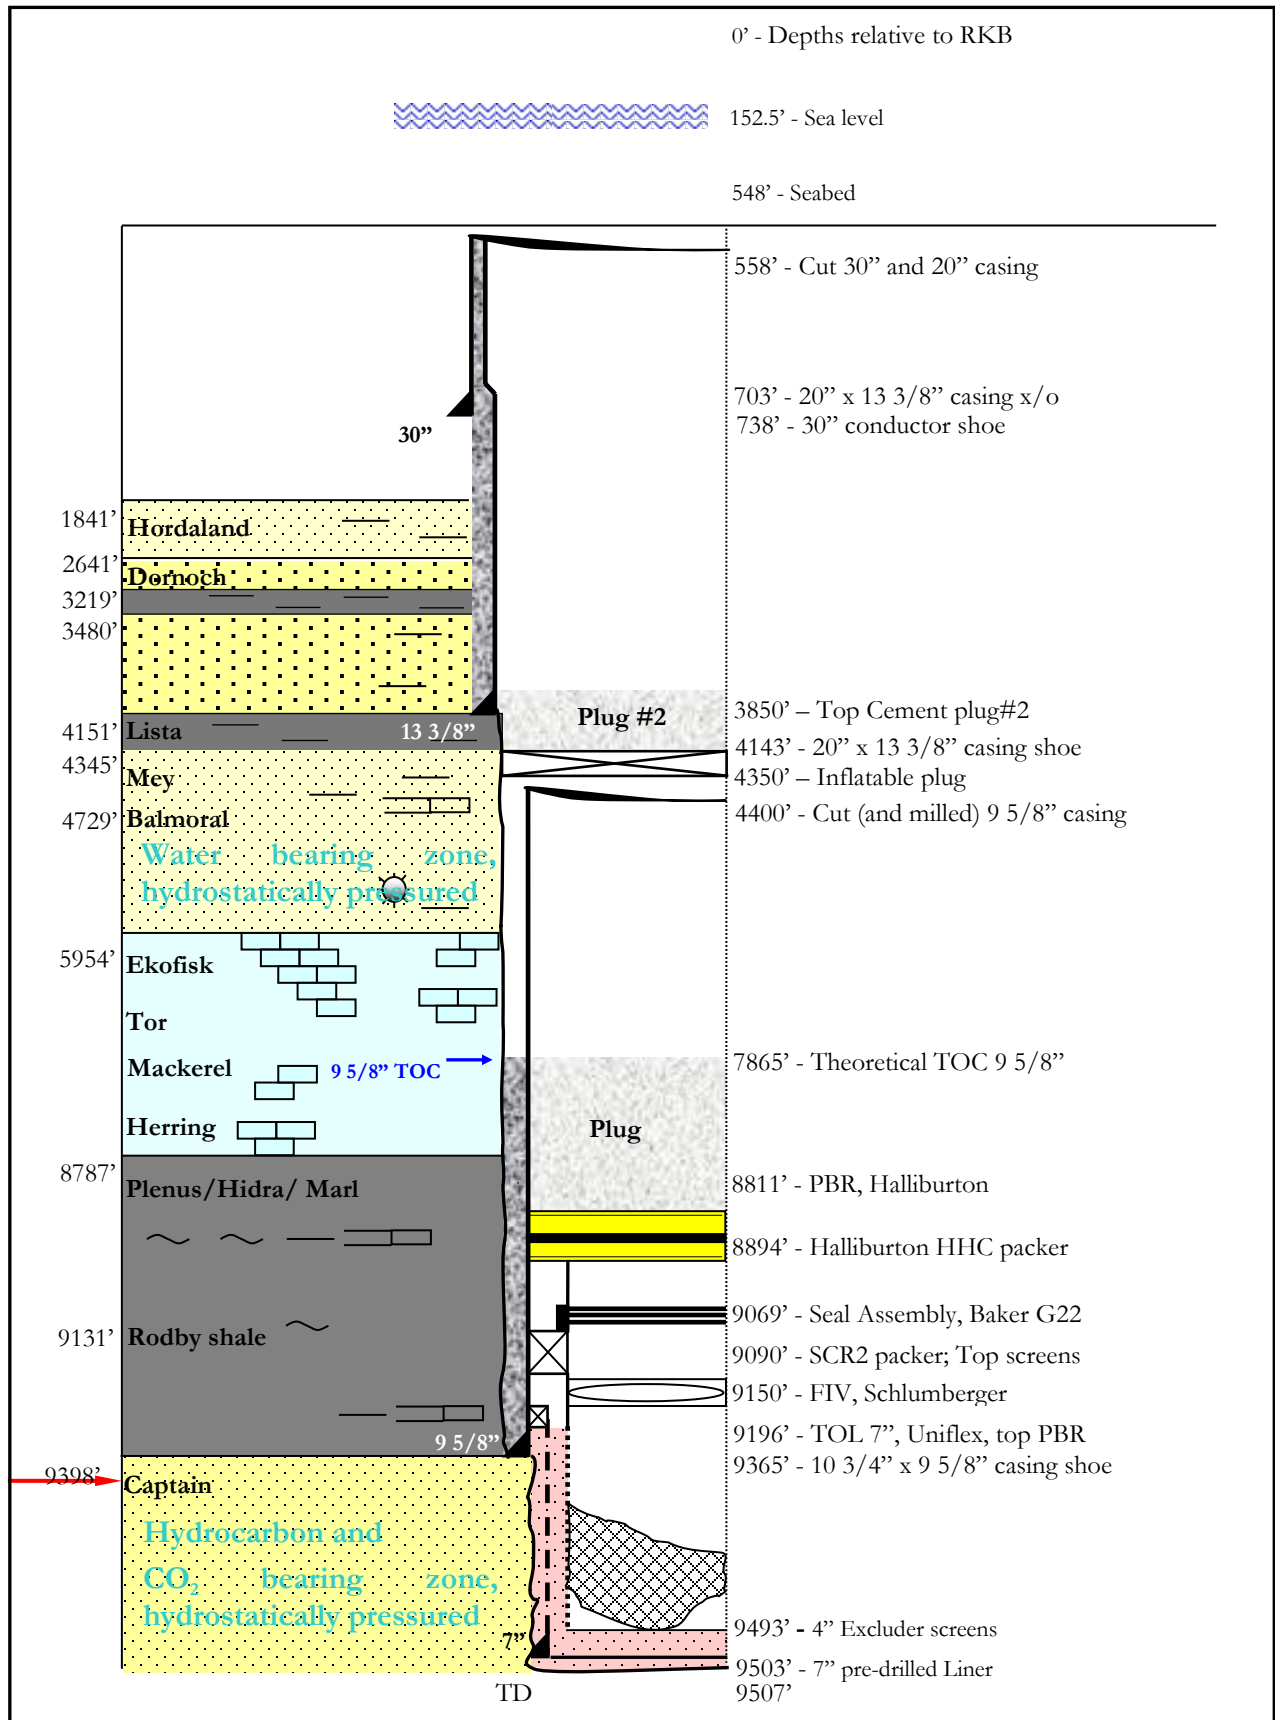 0’ - Depths relative to RKB
152.5’ - Sea level
548’ - Seabed
558’ - Cut 30” and 20” casing
703’ - 20” x 13 3/8” casing x/o
738’ - 30” conductor shoe
30”
1841’
Hordaland
2641’
Dornoch
3219’
3480’
Plug #2
3850’ – Top Cement plug#2
4151’
Lista
13 3/8”
4143’ - 20” x 13 3/8” casing shoe
4345’
Mey
4350’ – Inflatable plug
4729’
Balmoral
4400’ - Cut (and milled) 9 5/8” casing
Water bearing zone,
hydrostatically pressured
5954’
Ekofisk
Tor
Mackerel
9 5/8” TOC
7865’ - Theoretical TOC 9 5/8”
Herring
Plug
8787’
Plenus/Hidra/ Marl
8811’ - PBR, Halliburton
8894’ - Halliburton HHC packer
9069’ - Seal Assembly, Baker G22
9131’
Rodby shale
9090’ - SCR2 packer; Top screens
9150’ - FIV, Schlumberger
9 5/8”
9196’ - TOL 7”, Uniflex, top PBR
9365’ - 10 3/4” x 9 5/8” casing shoe
9398’
Captain
Hydrocarbon and
CO₂ bearing zone,
hydrostatically pressured
7”
9493’ - 4” Excluder screens
9503’ - 7” pre-drilled Liner
TD
9507’